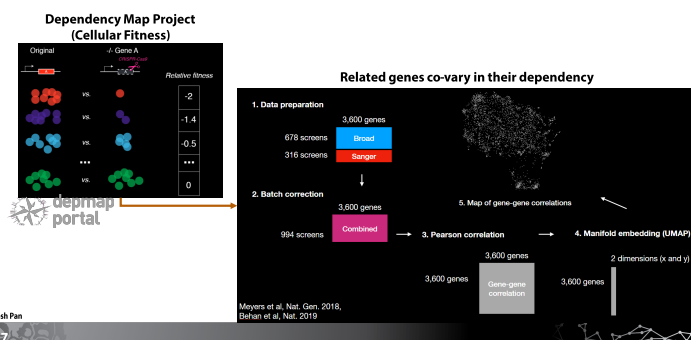 Dependency Map Project
(Cellular Fitness)
Original
-/- Gene A
CRISPR-Cas9
Relative fitness
vs.
-2
vs.
-1.4
vs.
-0.5
•••
•••
•••
vs.
0
depmap
portal
Related genes co-vary in their dependency
1. Data preparation
3,600 genes
678 screens
Broad
316 screens
Sanger
2. Batch correction
3,600 genes
994 screens
Combined
3. Pearson correlation
3,600 genes
3,600 genes
Gene-gene
correlation
4. Manifold embedding (UMAP)
2 dimensions (x and y)
3,600 genes
5. Map of gene-gene correlations
Meyers et al, Nat. Gen. 2018,
Behan et al, Nat. 2019
sh Pan
7